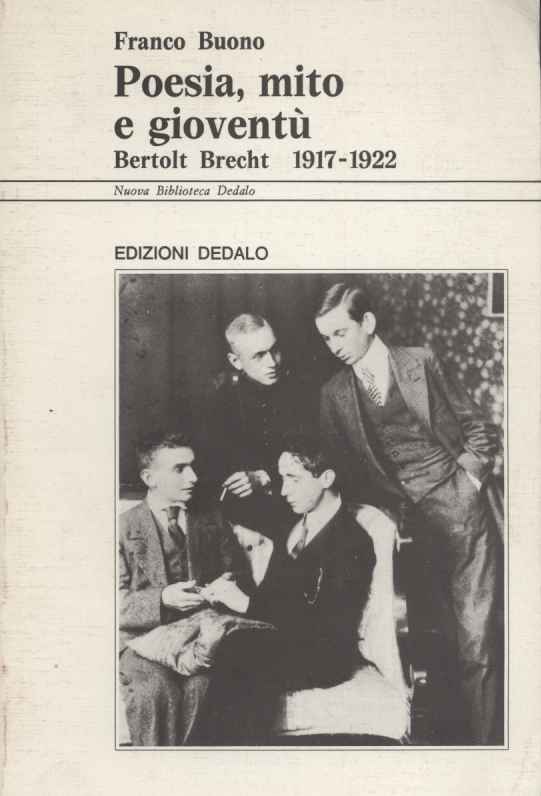 Franco Buono
Poesia, mito
e gioventù
Bertolt Brecht 1917-1922
Nuova Biblioteca Dedalo
EDIZIONI DEDALO